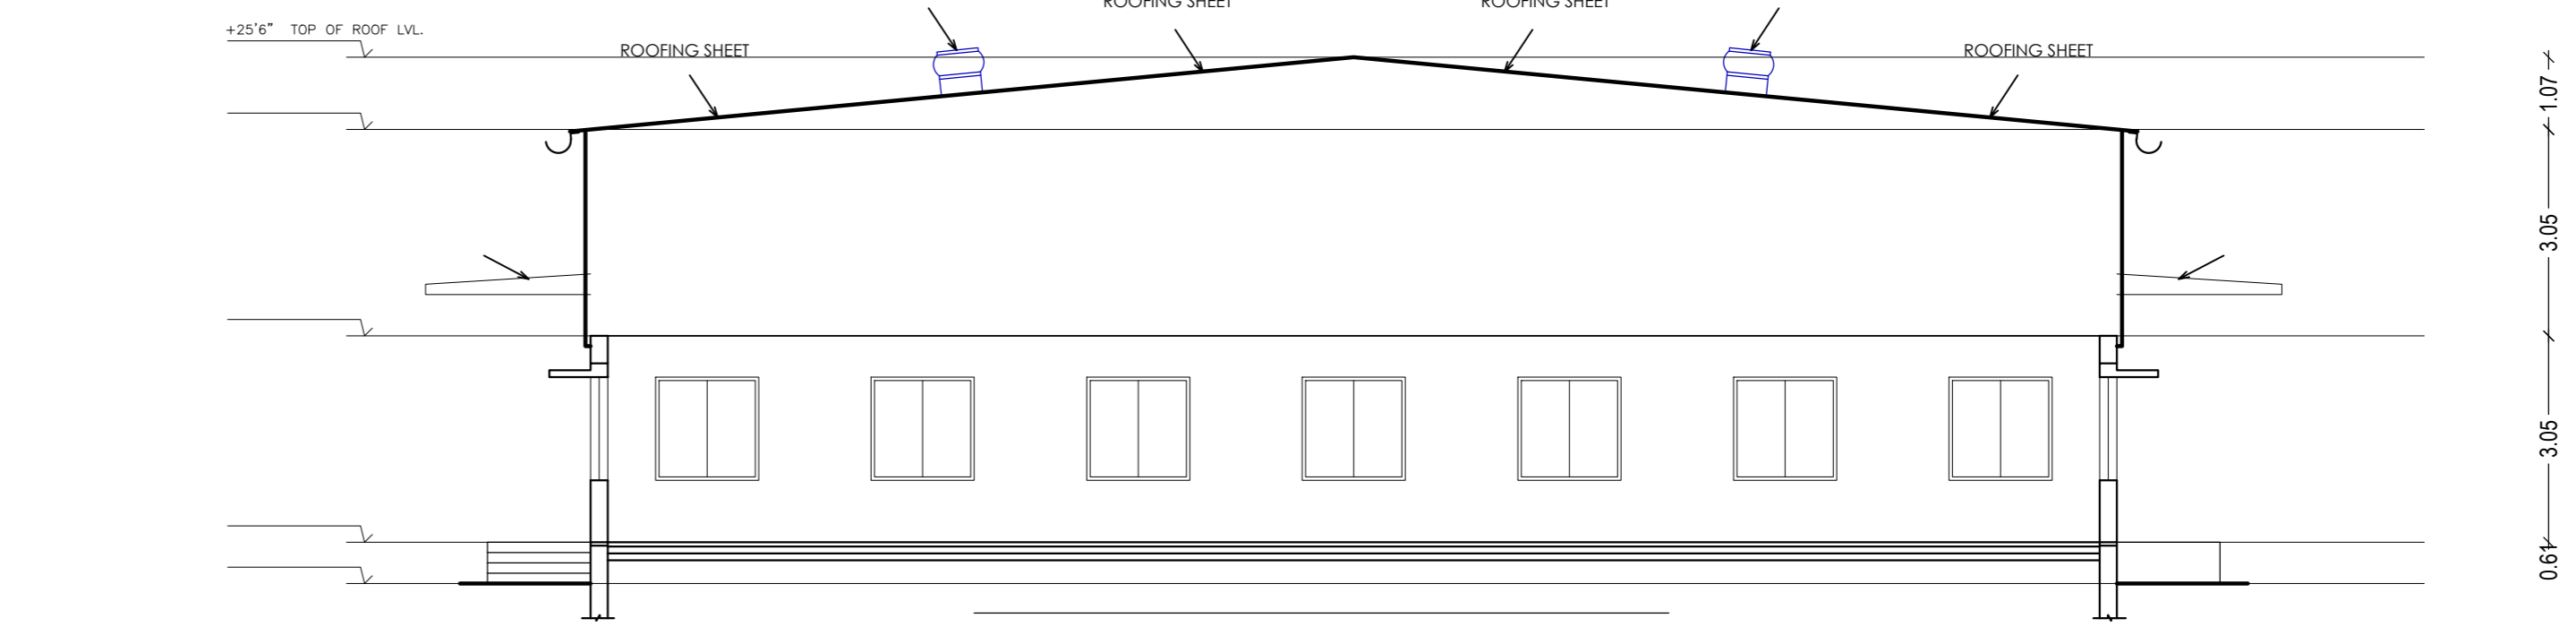 ROOFING SHEET
ROOFING SHEET
+25'6" TOP OF ROOF LVL.
ROOFING SHEET
ROOFING SHEET
1.07
3.05
3.05
0.61